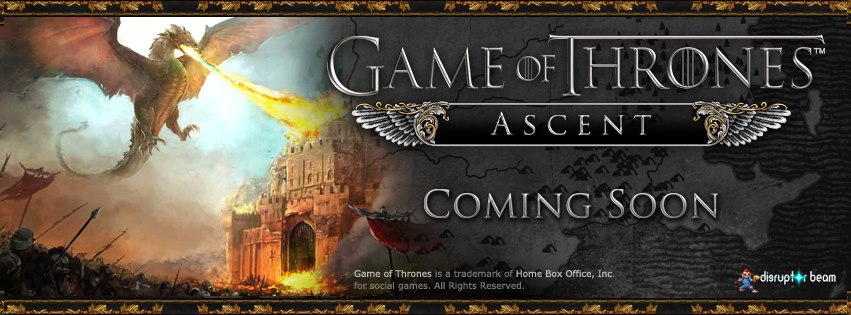 GAME OF THRONES™
ASCENT
COMING SOON
Game of Thrones is a trademark of Home Box Office, Inc.
for social games. All Rights Reserved.
disruptor beam